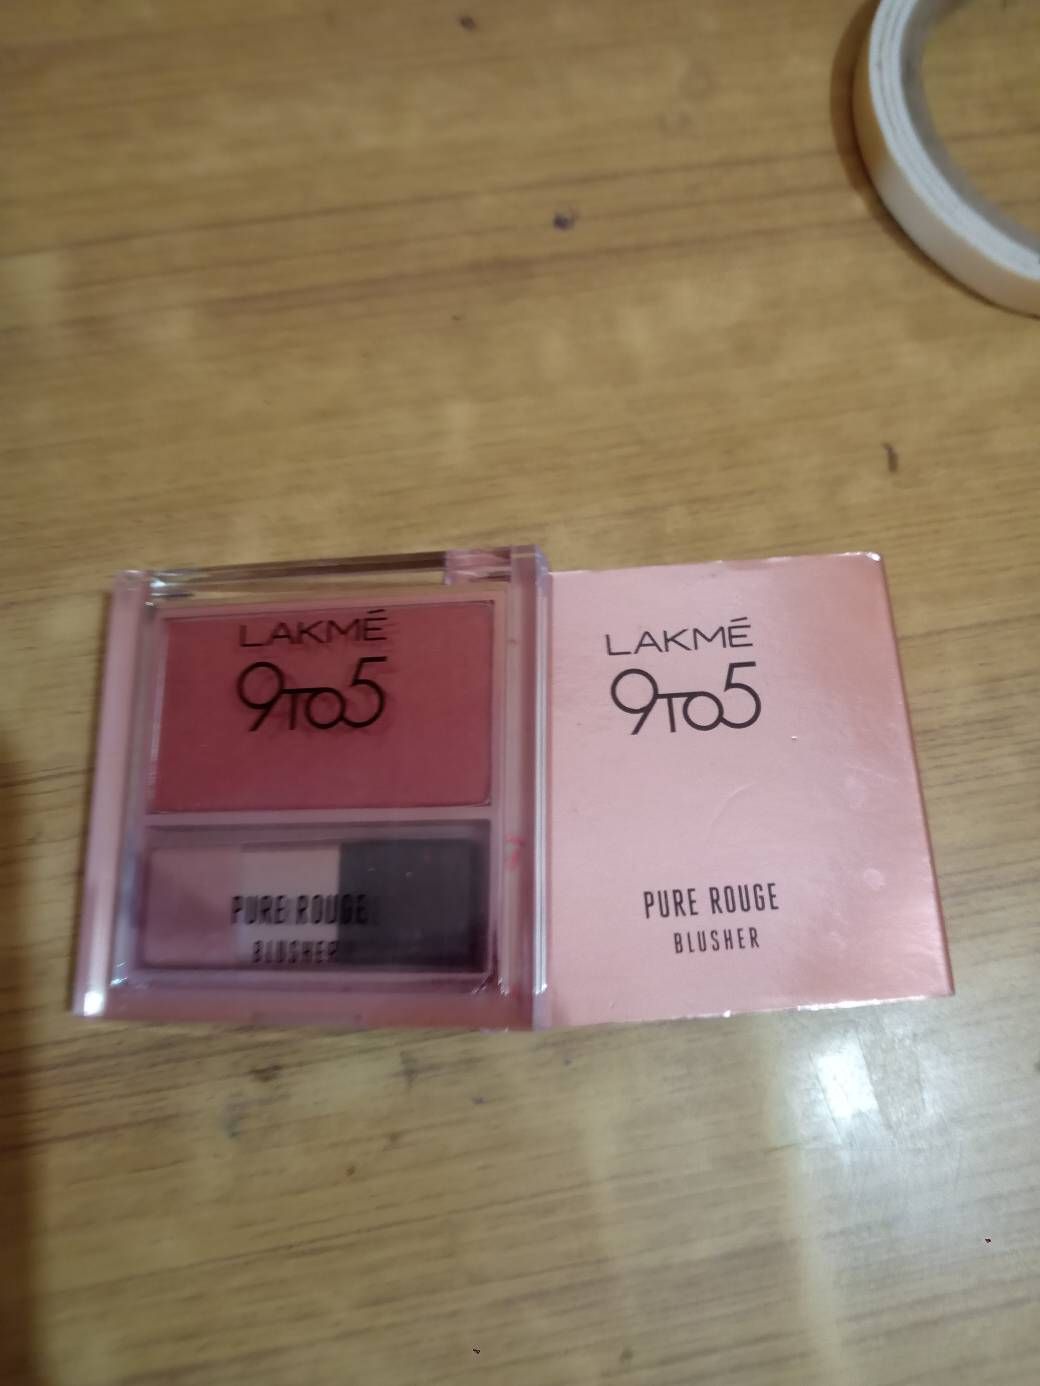 LAKMÉ
9TO5
PURE ROUGE
BLUSHER
LAKMÉ
9TO5
PURE ROUGE
BLUSHER